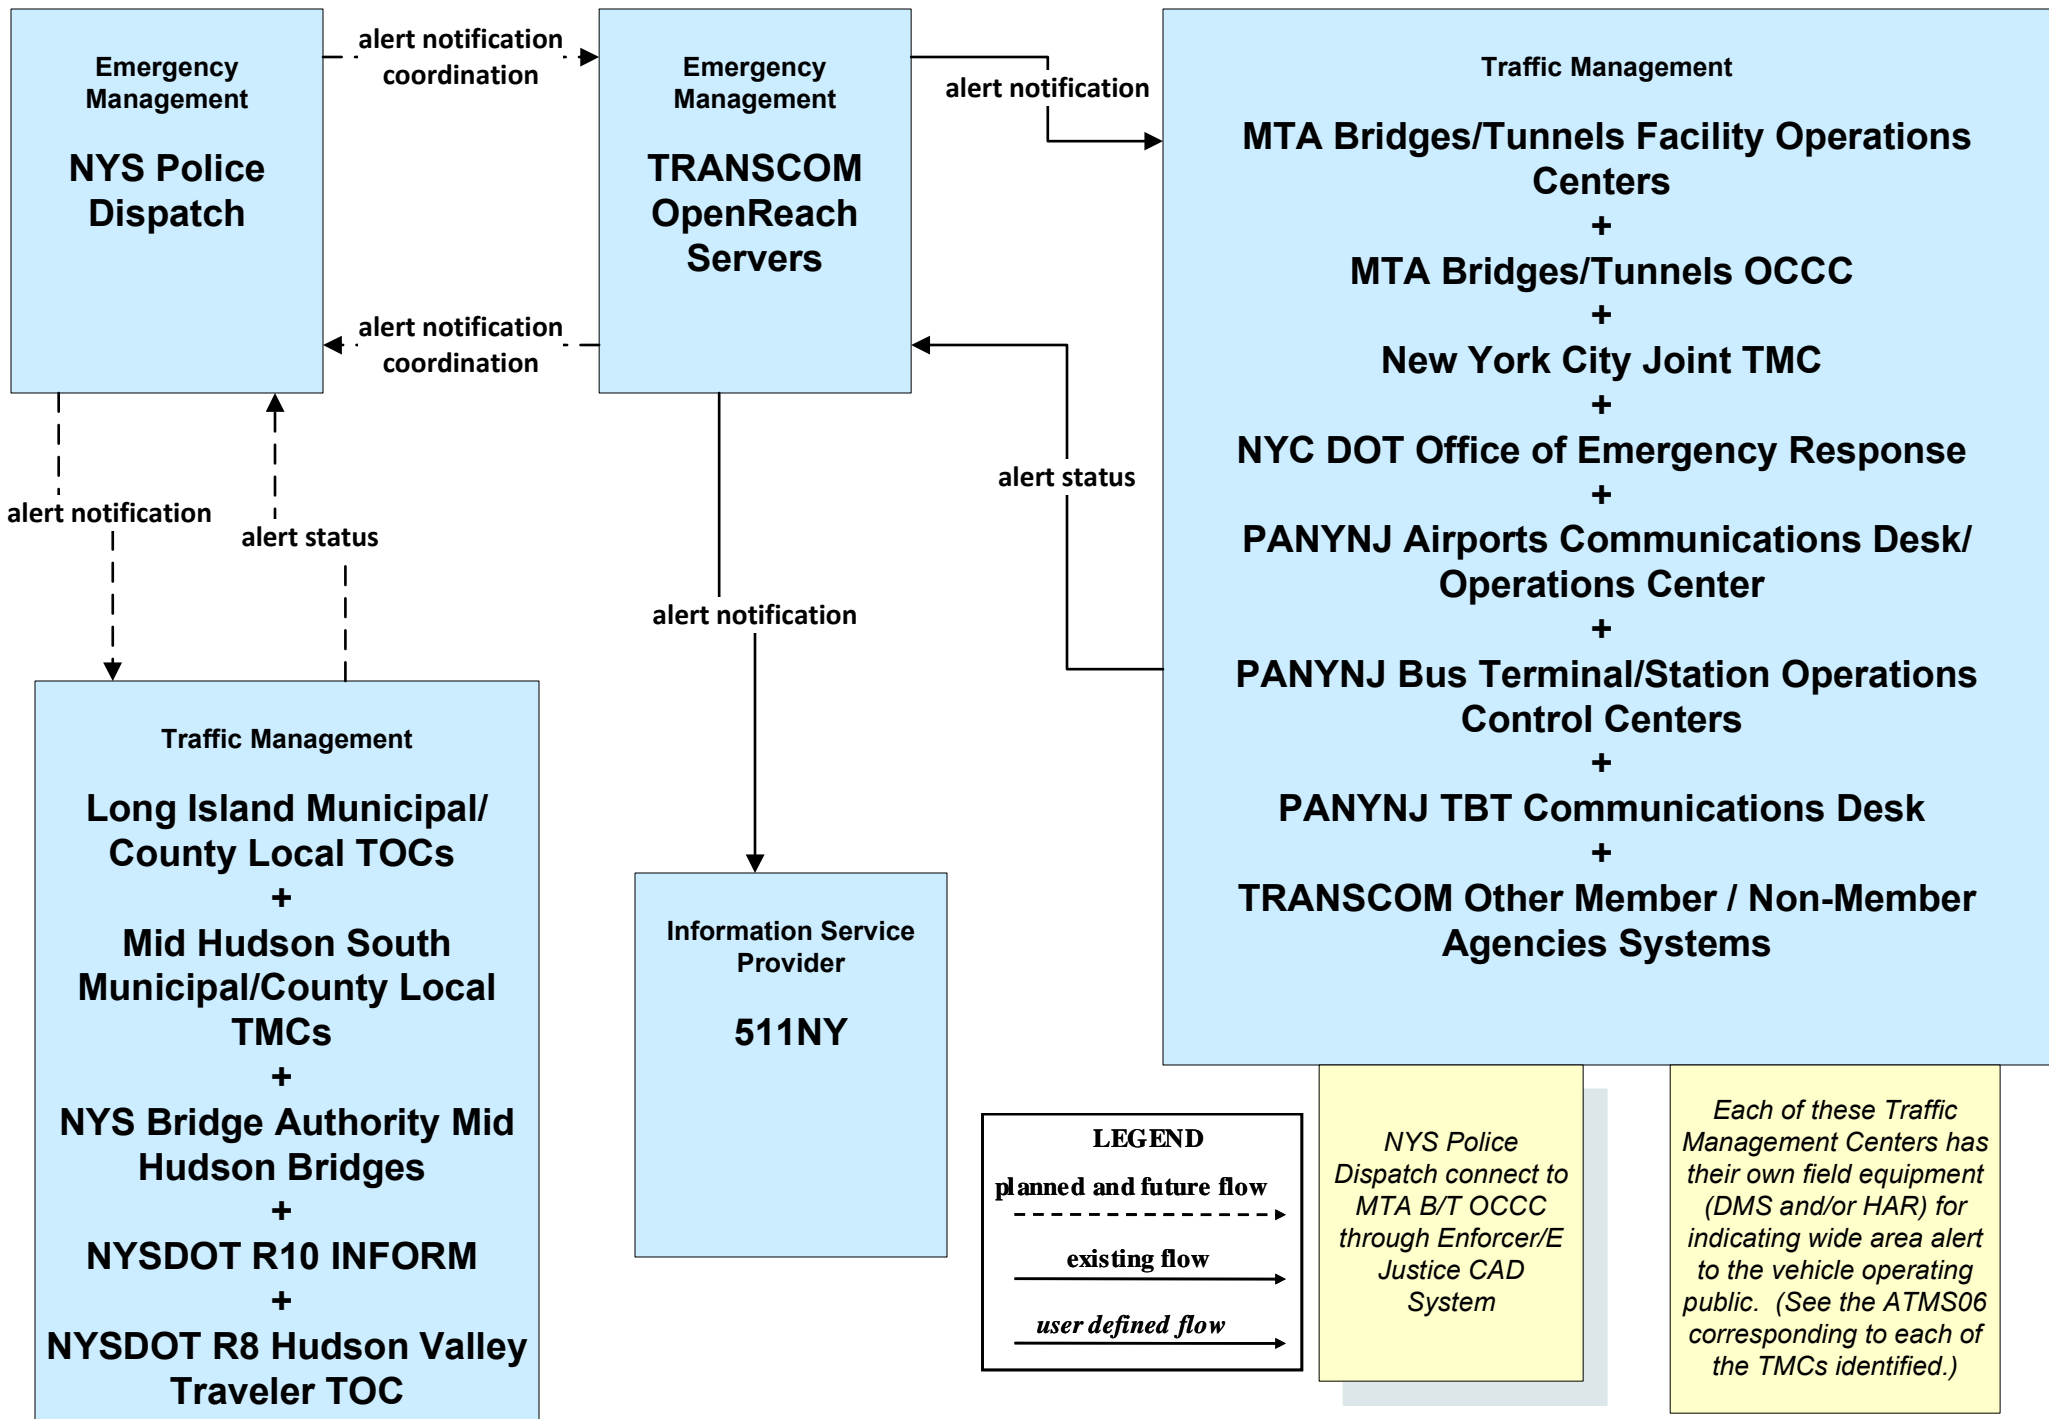 Emergency
Management
NYS Police
Dispatch
alert notification
coordination
Emergency
Management
TRANSCOM
OpenReach
Servers
alert notification
coordination
alert notification
Traffic Management
MTA Bridges/Tunnels Facility Operations
Centers
+
MTA Bridges/Tunnels OCCC
+
New York City Joint TMC
+
NYC DOT Office of Emergency Response
+
PANYNJ Airports Communications Desk/
Operations Center
+
PANYNJ Bus Terminal/Station Operations
Control Centers
+
PANYNJ TBT Communications Desk
+
TRANSCOM Other Member / Non-Member
Agencies Systems
alert status
alert notification
alert status
alert notification
Traffic Management
Long Island Municipal/
County Local TOCs
+
Mid Hudson South
Municipal/County Local
TMCs
+
NYS Bridge Authority Mid
Hudson Bridges
+
NYSDOT R10 INFORM
+
NYSDOT R8 Hudson Valley
Traveler TOC
Information Service
Provider
511NY
LEGEND
planned and future flow
existing flow
user defined flow
NYS Police
Dispatch connect to
MTA B/T OCCC
through Enforcer/E
Justice CAD
System
Each of these Traffic
Management Centers has
their own field equipment
(DMS and/or HAR) for
indicating wide area alert
to the vehicle operating
public.  (See the ATMS06
corresponding to each of
the TMCs identified.)